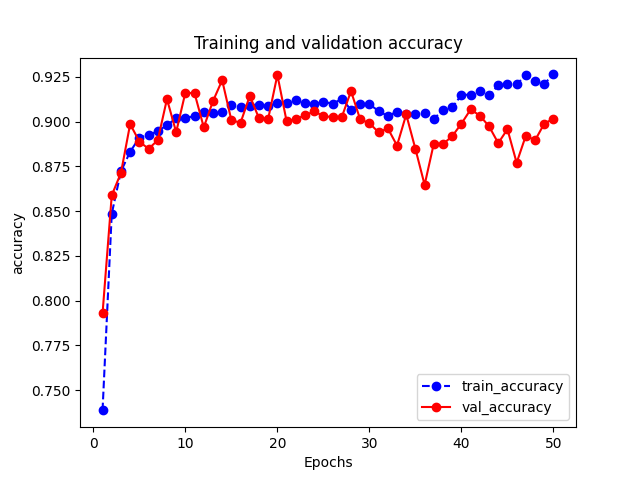 Training and validation accuracy
0.925
0.900
0.875
0.850
0.825
0.800
0.775
0.750
accuracy
train_accuracy
val_accuracy
0 10 20 30 40 50
Epochs